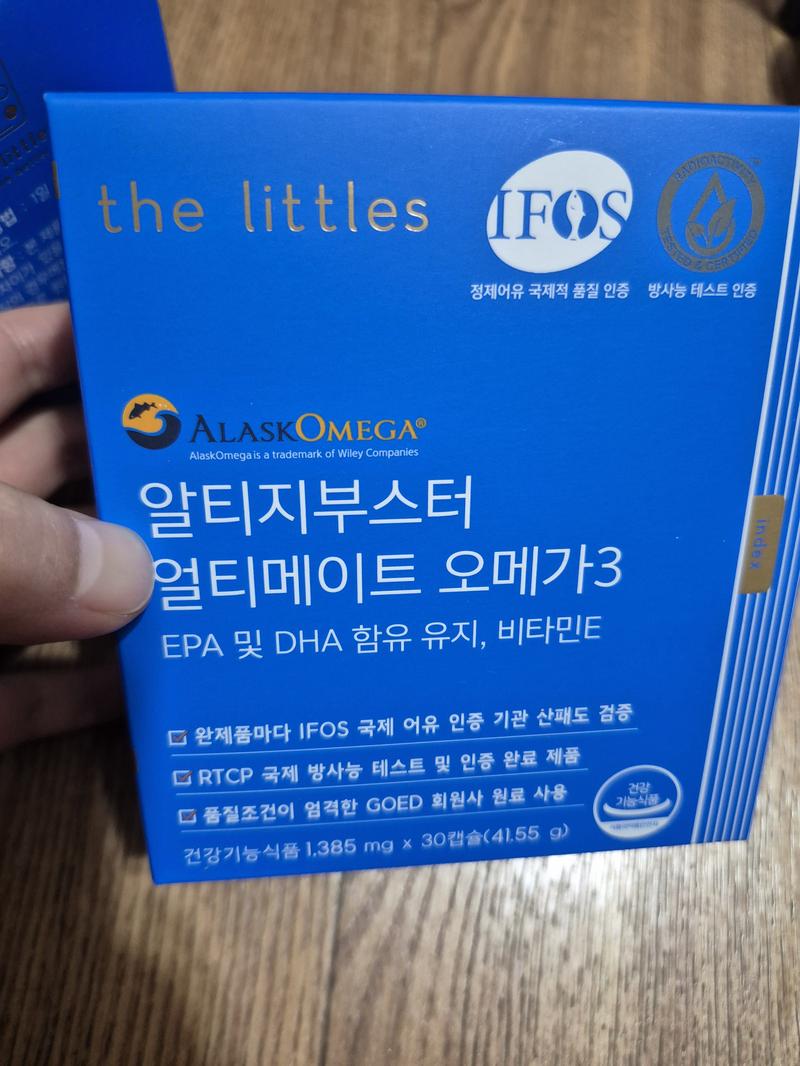 the littles
IFOS
RADIOACTIVITY
TESTED & CERTIFIED
정제어유 국제적 품질 인증
방사능 테스트 인증
ALASKOMEGA®
AlaskOmega is a trademark of Wiley Companies
알티지부스터
얼티메이트 오메가3
EPA 및 DHA 함유 유지, 비타민E
index
완제품마다 IFOS 국제 어유 인증 기관 산패도 검증
RTCP 국제 방사능 테스트 및 인증 완료 제품
품질조건이 엄격한 GOED 회원사 원료 사용
건강기능식품 1,385 mg x 30캡슐(41.55 g)
건강
기능식품